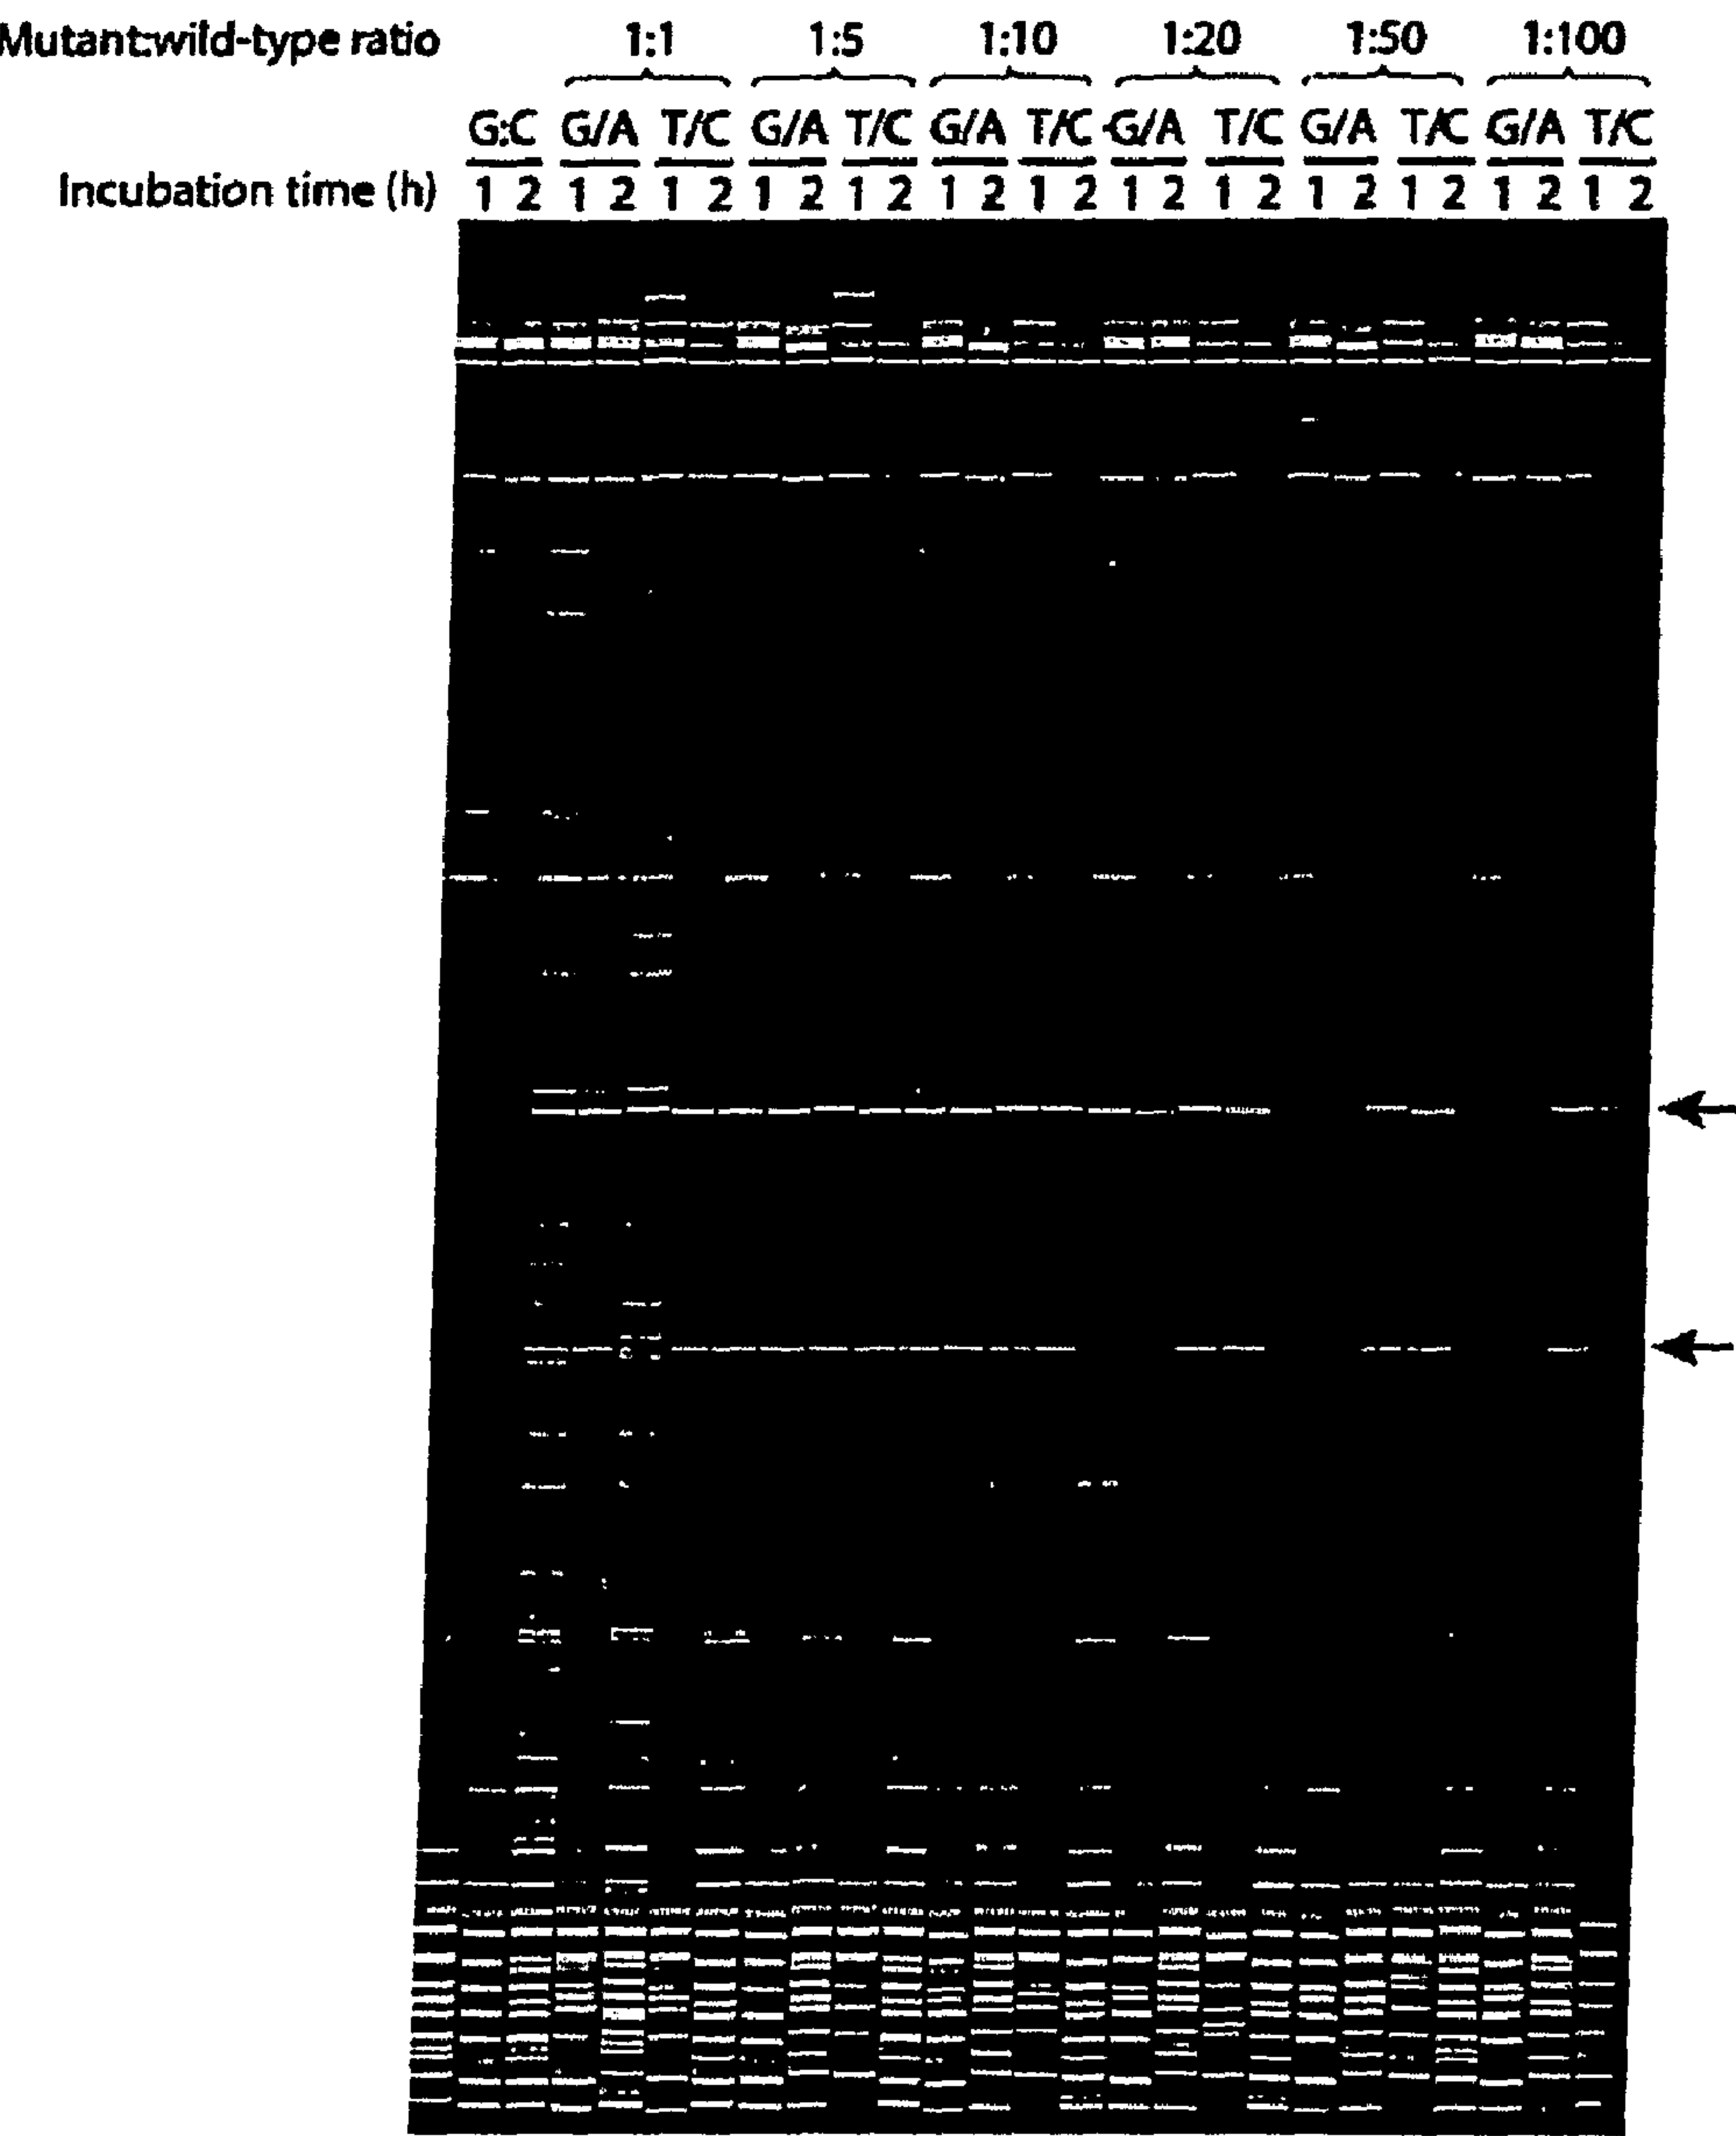 Mutant:wild-type ratio 1:1 1:5 1:10 1:20 1:50 1:100
G:C G/A T/C G/A T/C G/A T/C G/A T/C G/A T/C G/A T/C
Incubation time (h) 1 2 1 2 1 2 1 2 1 2 1 2 1 2 1 2 1 2 1 2 1 2 1 2 1 2